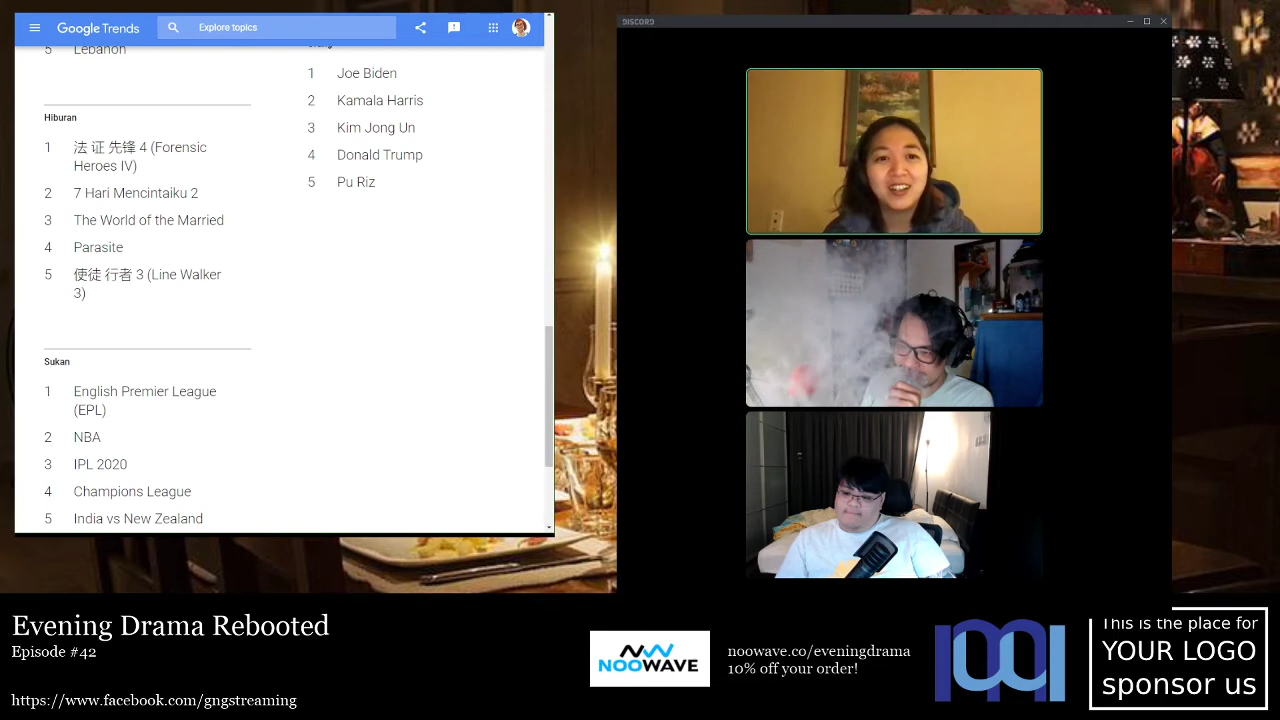 Google Trends
Explore topics
5 Lebanon
Hiburan
1 法 证 先锋 4 (Forensic
Heroes IV)
2 7 Hari Mencintaiku 2
3 The World of the Married
4 Parasite
5 使徒 行者 3 (Line Walker
3)
Sukan
1 English Premier League
(EPL)
2 NBA
3 IPL 2020
4 Champions League
5 India vs New Zealand
1 Joe Biden
2 Kamala Harris
3 Kim Jong Un
4 Donald Trump
5 Pu Riz
DISCORD
Evening Drama Rebooted
Episode #42
https://www.facebook.com/gngstreaming
NOOWAVE
noowave.co/eveningdrama
10% off your order!
This is the place for
YOUR LOGO
sponsor us